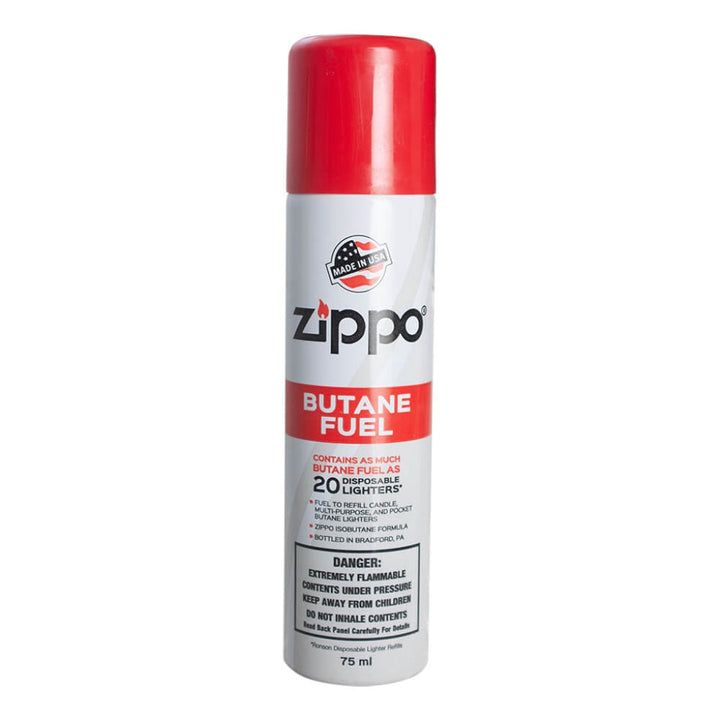 MADE IN USA
zippo®
BUTANE
FUEL
CONTAINS AS MUCH
BUTANE FUEL AS
20 DISPOSABLE
LIGHTERS*
* FUEL TO REFILL CANDLE,
MULTI-PURPOSE, AND POCKET
BUTANE LIGHTERS
* ZIPPO ISOBUTANE FORMULA
* BOTTLED IN BRADFORD, PA
DANGER:
EXTREMELY FLAMMABLE
CONTENTS UNDER PRESSURE
KEEP AWAY FROM CHILDREN
DO NOT INHALE CONTENTS
Read Back Panel Carefully For Details
*Ronson Disposable Lighter Refills
75 ml